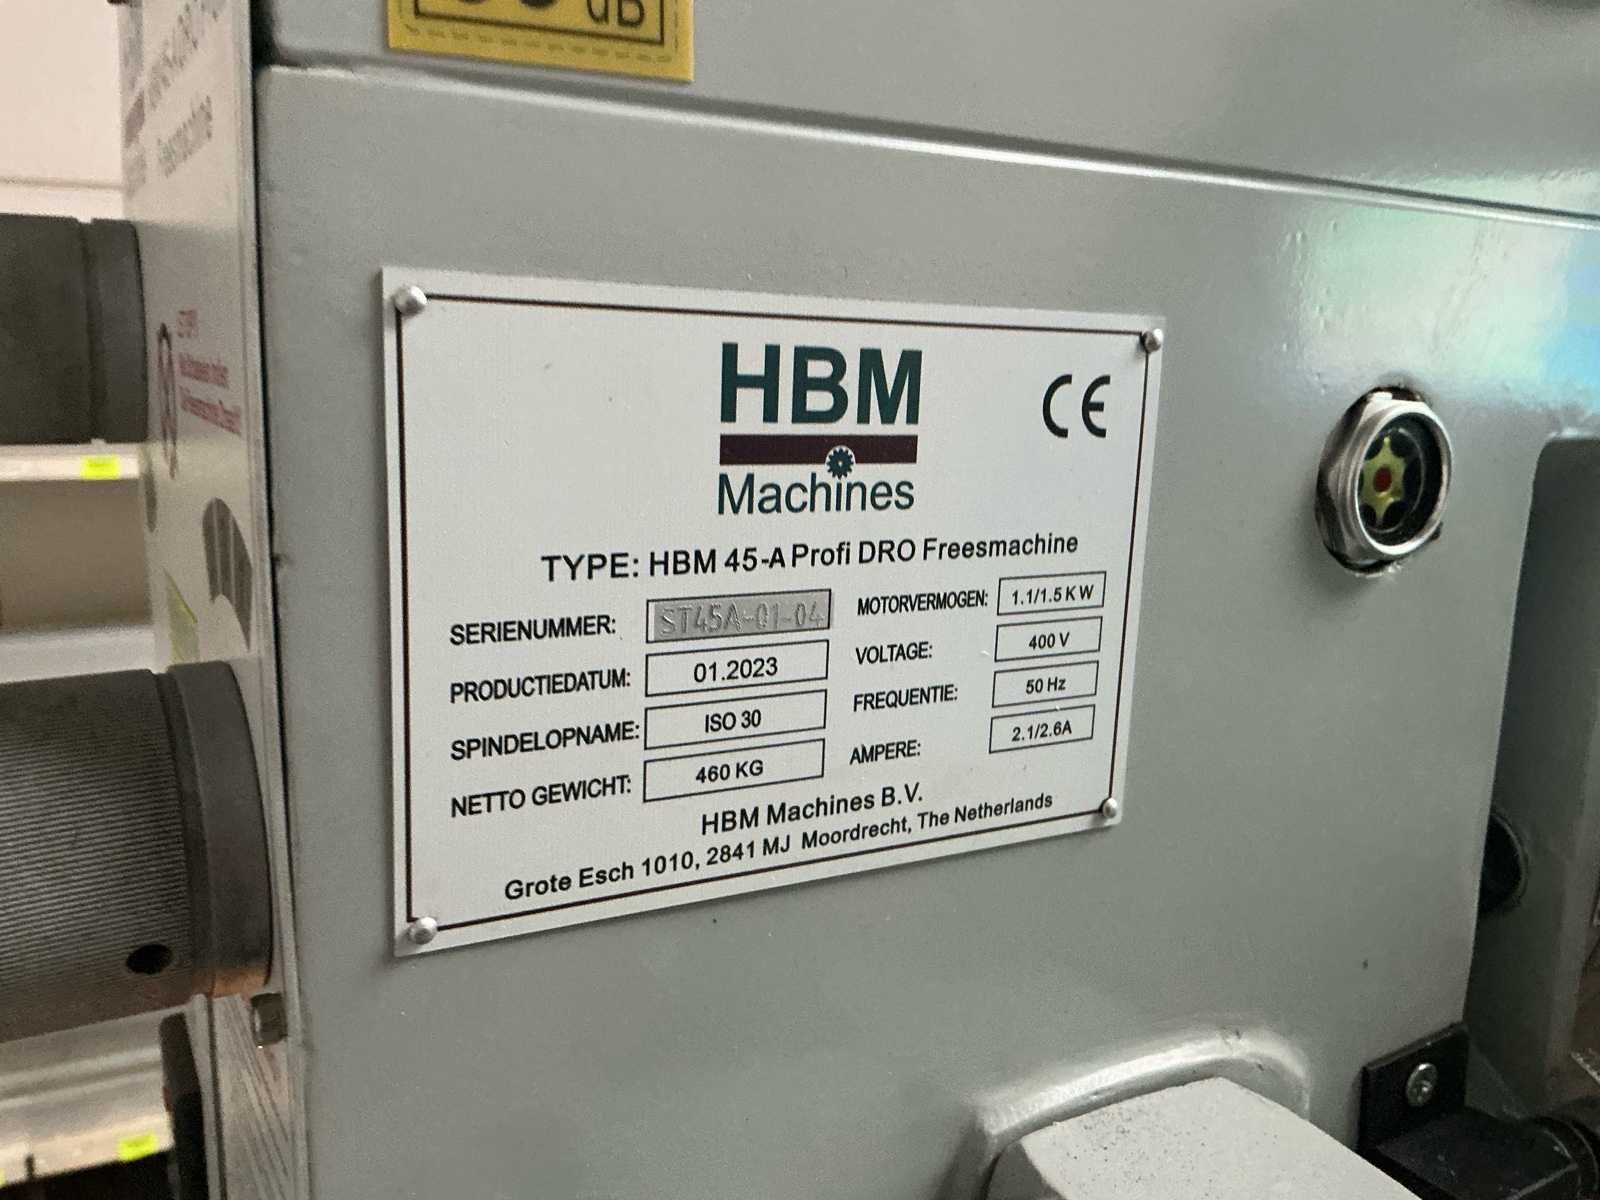 dB
Freesmachine
HBM
Machines
CE
TYPE: HBM 45-A Profi DRO Freesmachine
SERIENUMMER: ST45A-01-04
MOTORVERMOGEN: 1.1/1.5 KW
PRODUCTIEDATUM: 01.2023
VOLTAGE: 400 V
SPINDELOPNAME: ISO 30
FREQUENTIE: 50 Hz
NETTO GEWICHT: 460 KG
AMPERE: 2.1/2.6A
HBM Machines B.V.
Grote Esch 1010, 2841 MJ Moordrecht, The Netherlands